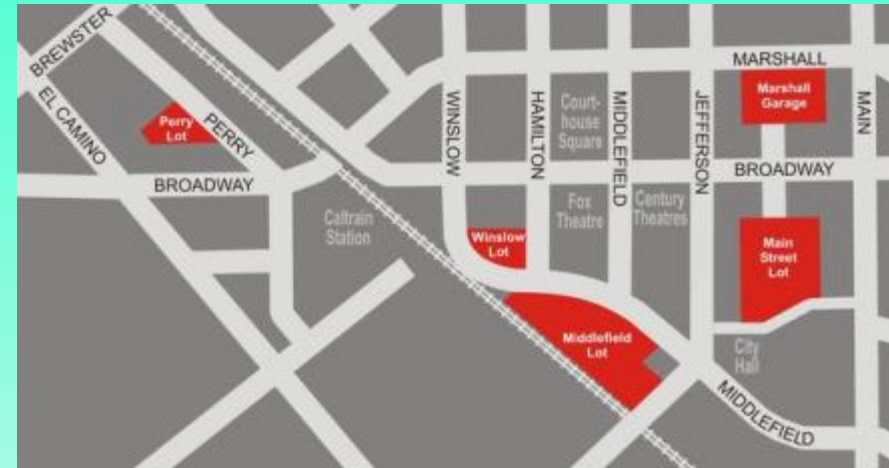 BREWSTER
EL CAMINO
Perry
Lot
PERRY
BROADWAY
Caltrain
Station
WINSLOW
HAMILTON
Court-
house
Square
MIDDLEFIELD
JEFFERSON
MARSHALL
Marshall
Garage
MAIN
BROADWAY
Fox
Theatre
Century
Theatres
Winslow
Lot
Main
Street
Lot
Middlefield
Lot
City
Hall
MIDDLEFIELD